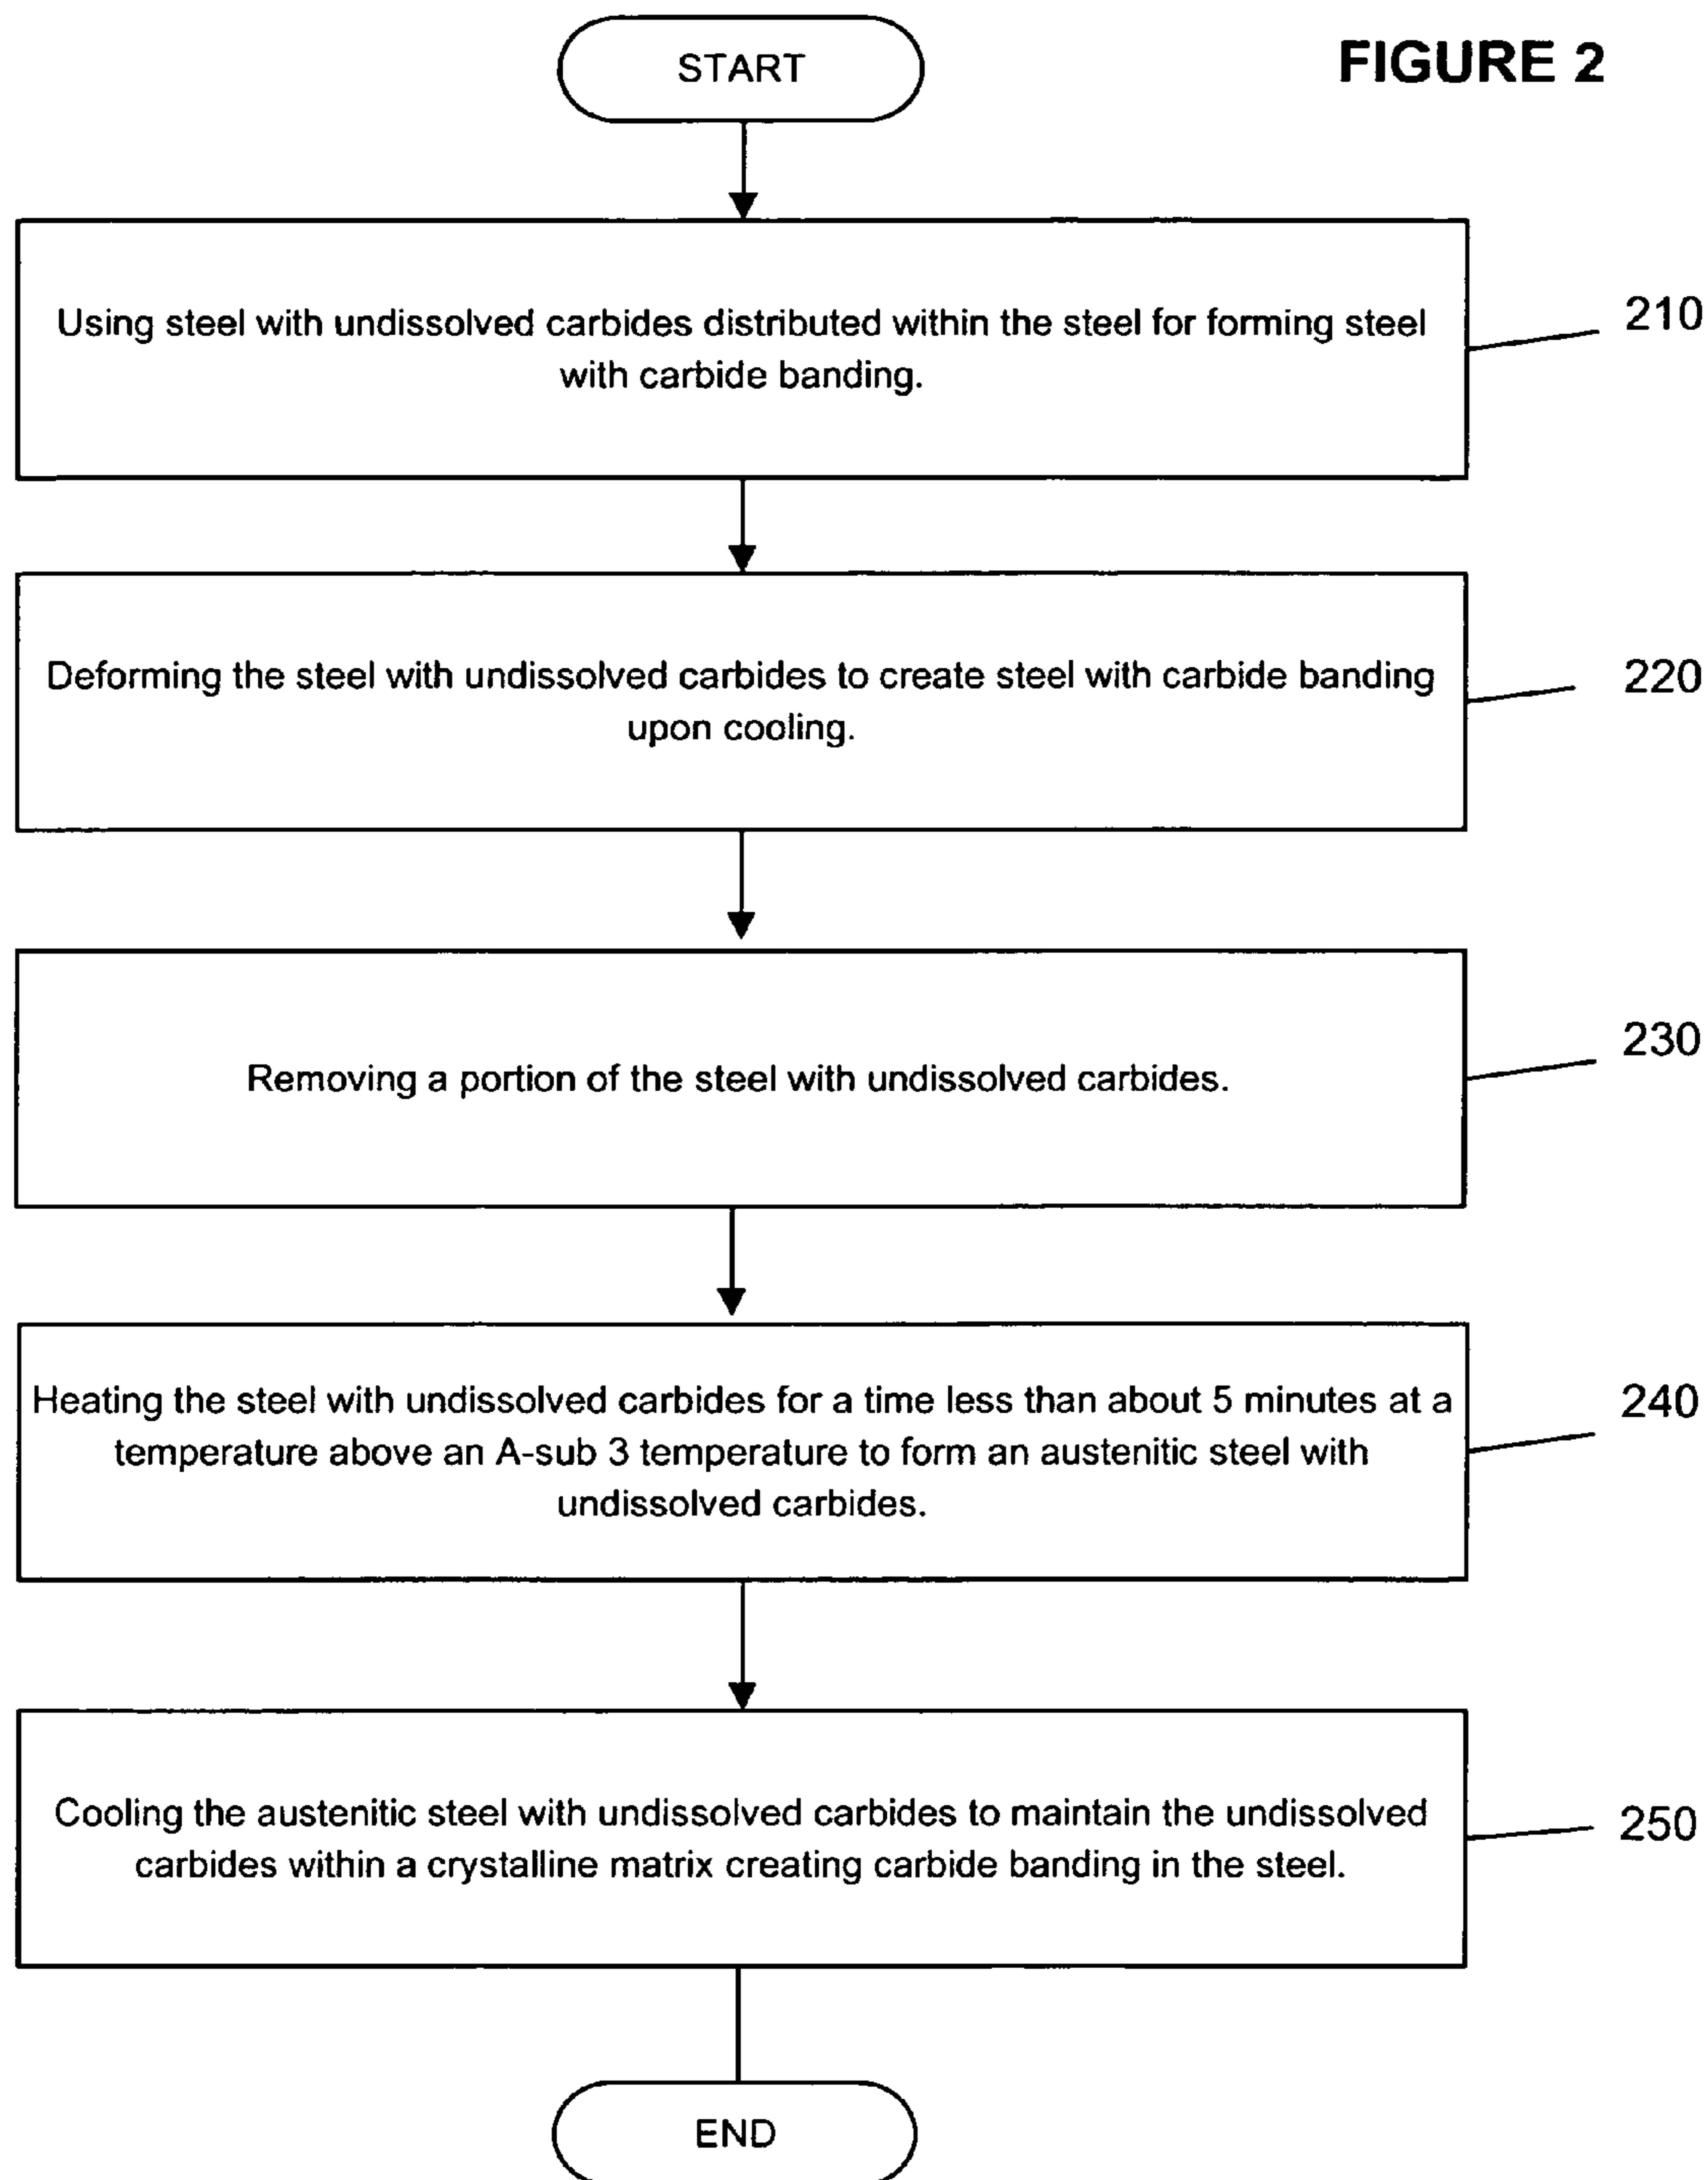 START
FIGURE 2
Using steel with undissolved carbides distributed within the steel for forming steel
with carbide banding.
210
Deforming the steel with undissolved carbides to create steel with carbide banding
upon cooling.
220
Removing a portion of the steel with undissolved carbides.
230
Heating the steel with undissolved carbides for a time less than about 5 minutes at a
temperature above an A-sub 3 temperature to form an austenitic steel with
undissolved carbides.
240
Cooling the austenitic steel with undissolved carbides to maintain the undissolved
carbides within a crystalline matrix creating carbide banding in the steel.
250
END